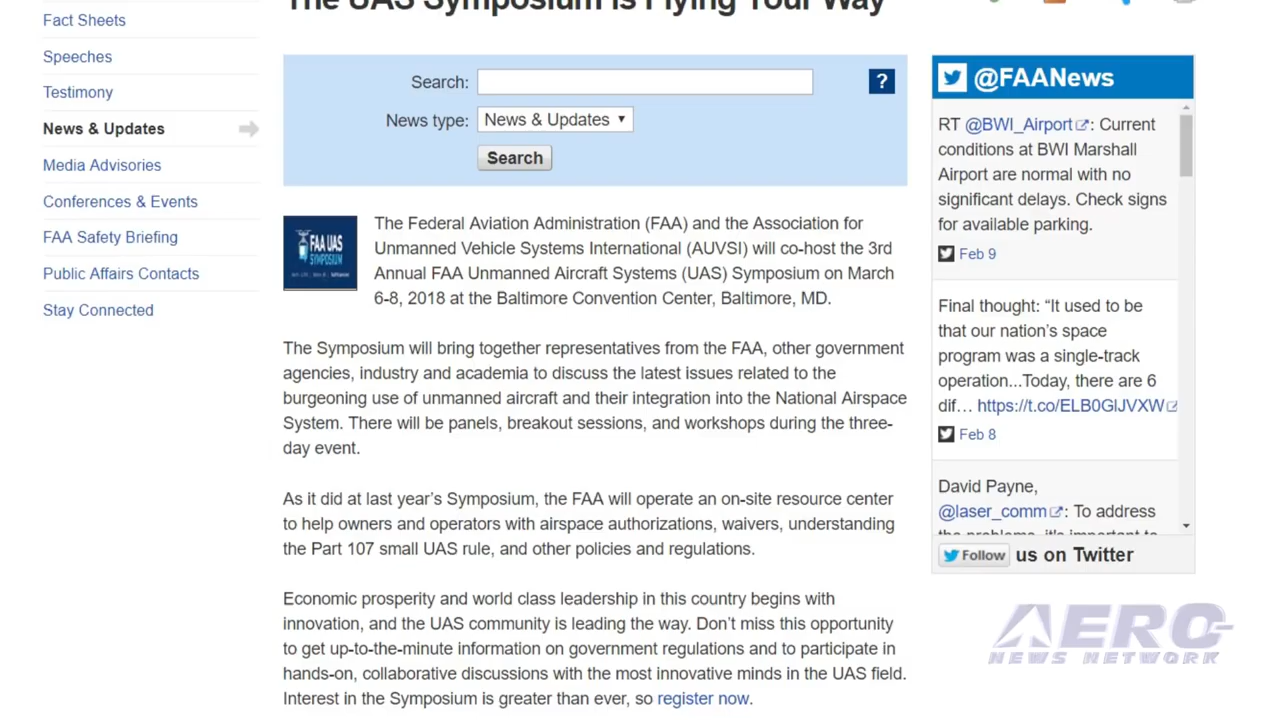 The UAS Symposium is Flying Your Way
Fact Sheets
Speeches
Testimony
News & Updates
Media Advisories
Conferences & Events
FAA Safety Briefing
Public Affairs Contacts
Stay Connected
Search:
?
News type: News & Updates
Search
FAA UAS
SYMPOSIUM
The Federal Aviation Administration (FAA) and the Association for
Unmanned Vehicle Systems International (AUVSI) will co-host the 3rd
Annual FAA Unmanned Aircraft Systems (UAS) Symposium on March
6-8, 2018 at the Baltimore Convention Center, Baltimore, MD.
The Symposium will bring together representatives from the FAA, other government
agencies, industry and academia to discuss the latest issues related to the
burgeoning use of unmanned aircraft and their integration into the National Airspace
System. There will be panels, breakout sessions, and workshops during the three-
day event.
As it did at last year's Symposium, the FAA will operate an on-site resource center
to help owners and operators with airspace authorizations, waivers, understanding
the Part 107 small UAS rule, and other policies and regulations.
Economic prosperity and world class leadership in this country begins with
innovation, and the UAS community is leading the way. Don't miss this opportunity
to get up-to-the-minute information on government regulations and to participate in
hands-on, collaborative discussions with the most innovative minds in the UAS field.
Interest in the Symposium is greater than ever, so register now.
@FAANews
RT @BWI_Airport: Current
conditions at BWI Marshall
Airport are normal with no
significant delays. Check signs
for available parking.
Feb 9
Final thought: “It used to be
that our nation's space
program was a single-track
operation...Today, there are 6
dif… https://t.co/ELB0GlJVXW
Feb 8
David Payne,
@laser_comm: To address
the problems, it's important to
Follow us on Twitter
AERO
NEWS NETWORK